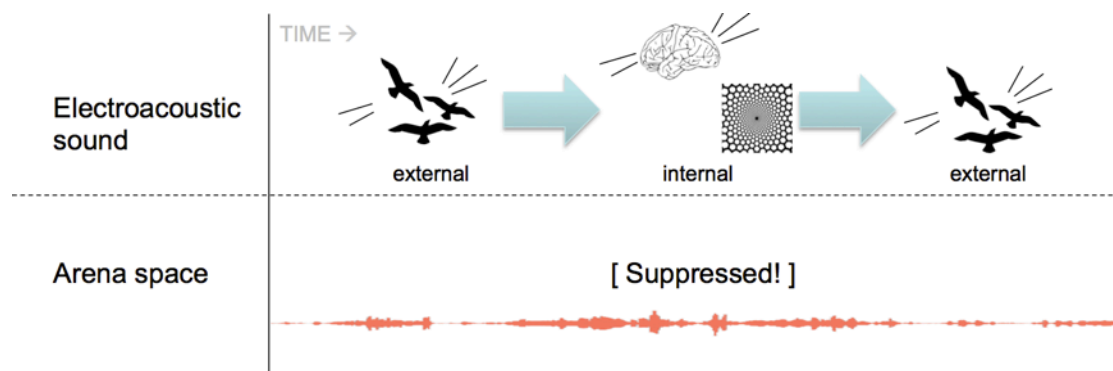 TIME →
Electroacoustic
sound
external
internal
external
Arena space
[ Suppressed! ]